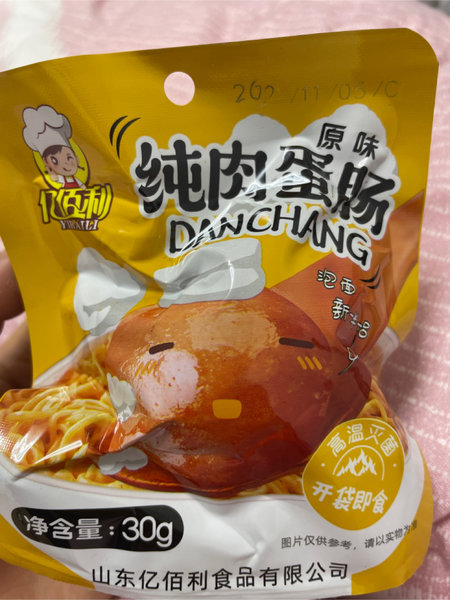 原味
纯肉蛋肠
DANCHANG
亿佰利
YIBAILI
泡面
高温灭菌
开袋即食
净含量:30g
图片仅供参考,请以实物为
山东亿佰利食品有限公司